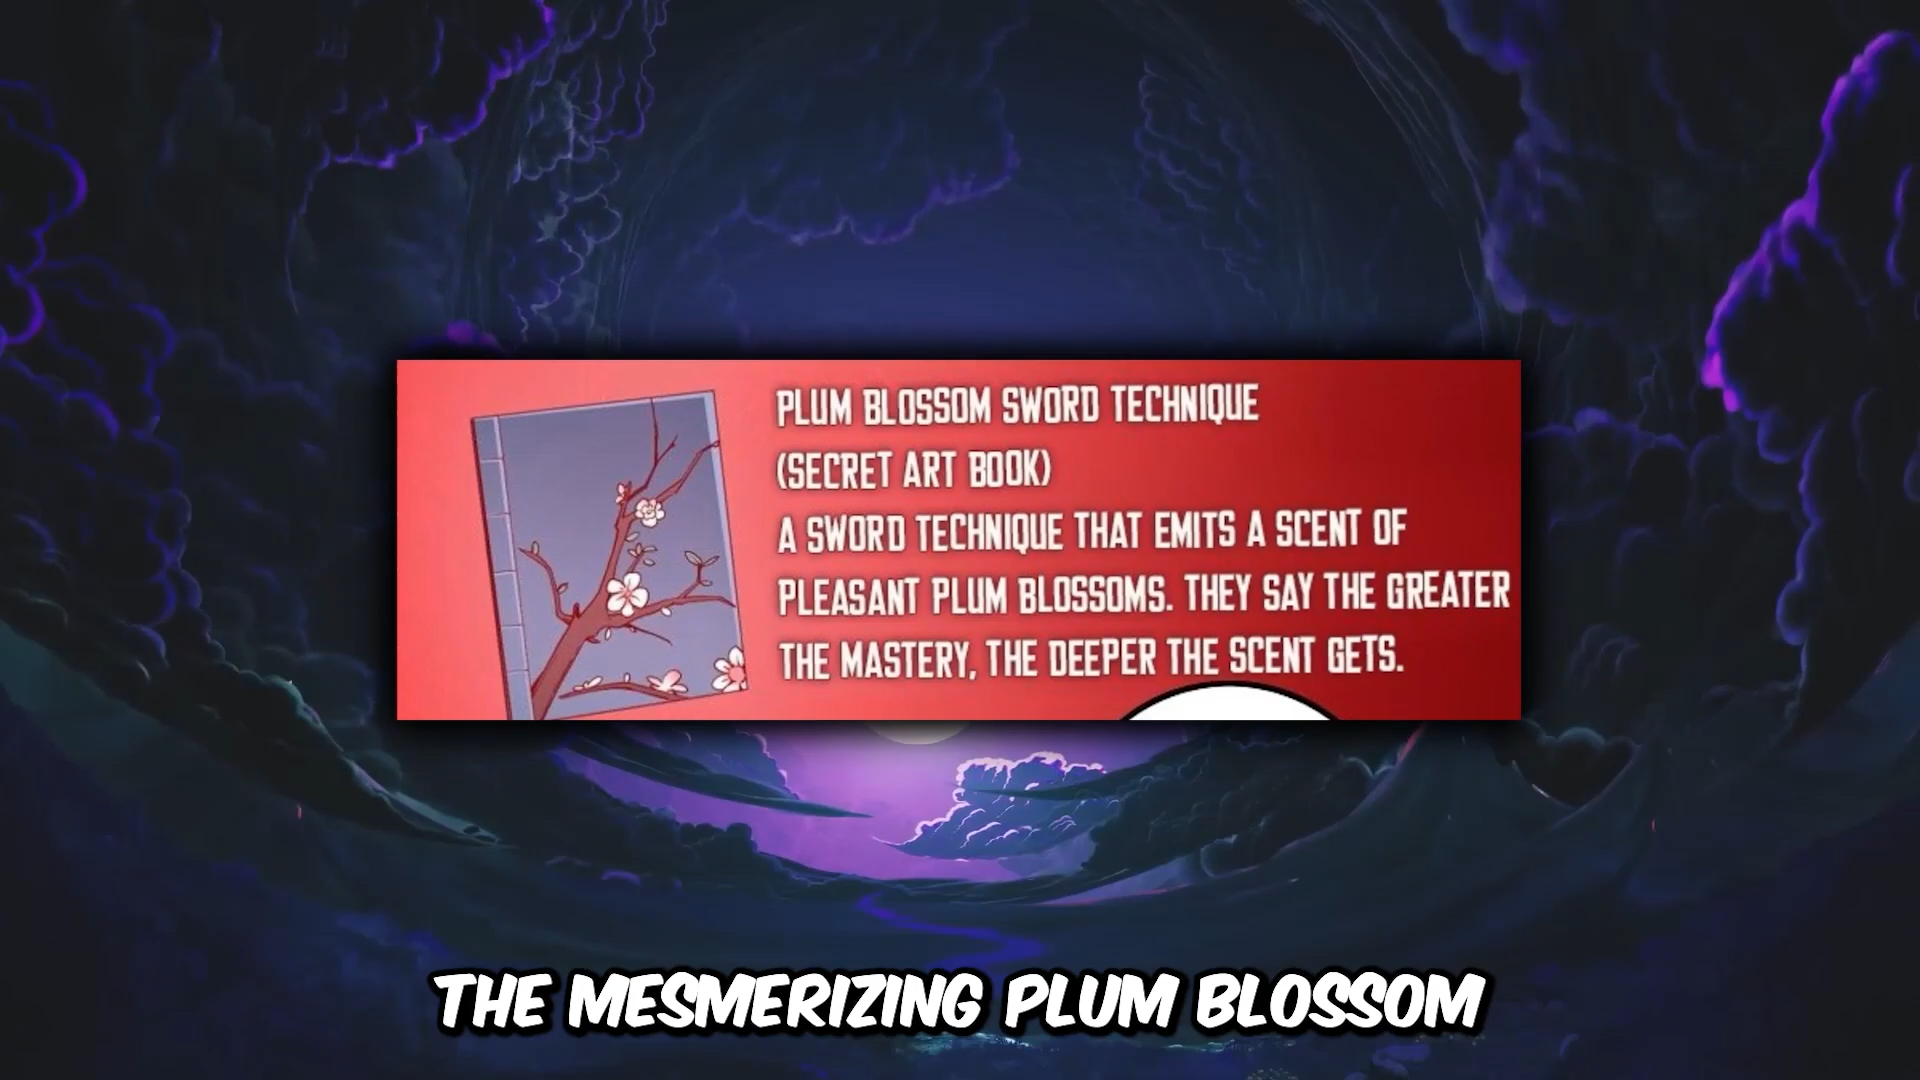 PLUM BLOSSOM SWORD TECHNIQUE
(SECRET ART BOOK)
A SWORD TECHNIQUE THAT EMITS A SCENT OF
PLEASANT PLUM BLOSSOMS. THEY SAY THE GREATER
THE MASTERY, THE DEEPER THE SCENT GETS.
THE MESMERIZING PLUM BLOSSOM